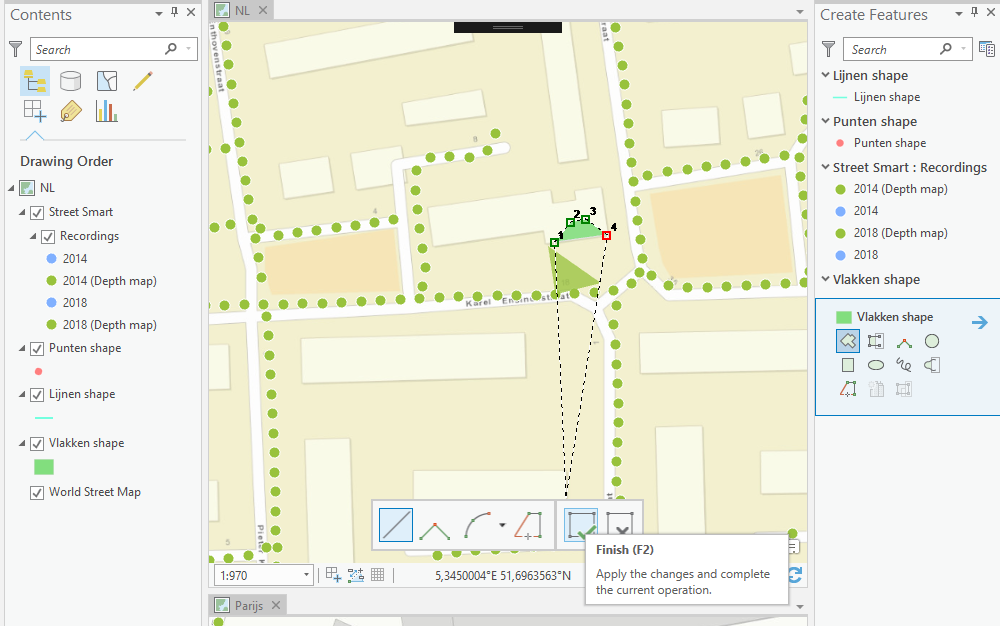 Contents
Search
Drawing Order
NL
Street Smart
Recordings
2014
2014 (Depth map)
2018
2018 (Depth map)
Punten shape
Lijnen shape
Vlakken shape
World Street Map
NL
8
4
1
2
3
4
5
1:970
5,3450004°E 51,6963563°N
Finish (F2)
Apply the changes and complete
the current operation.
Parijs
Create Features
Search
Lijnen shape
Lijnen shape
Punten shape
Punten shape
Street Smart : Recordings
2014 (Depth map)
2014
2018 (Depth map)
2018
Vlakken shape
Vlakken shape